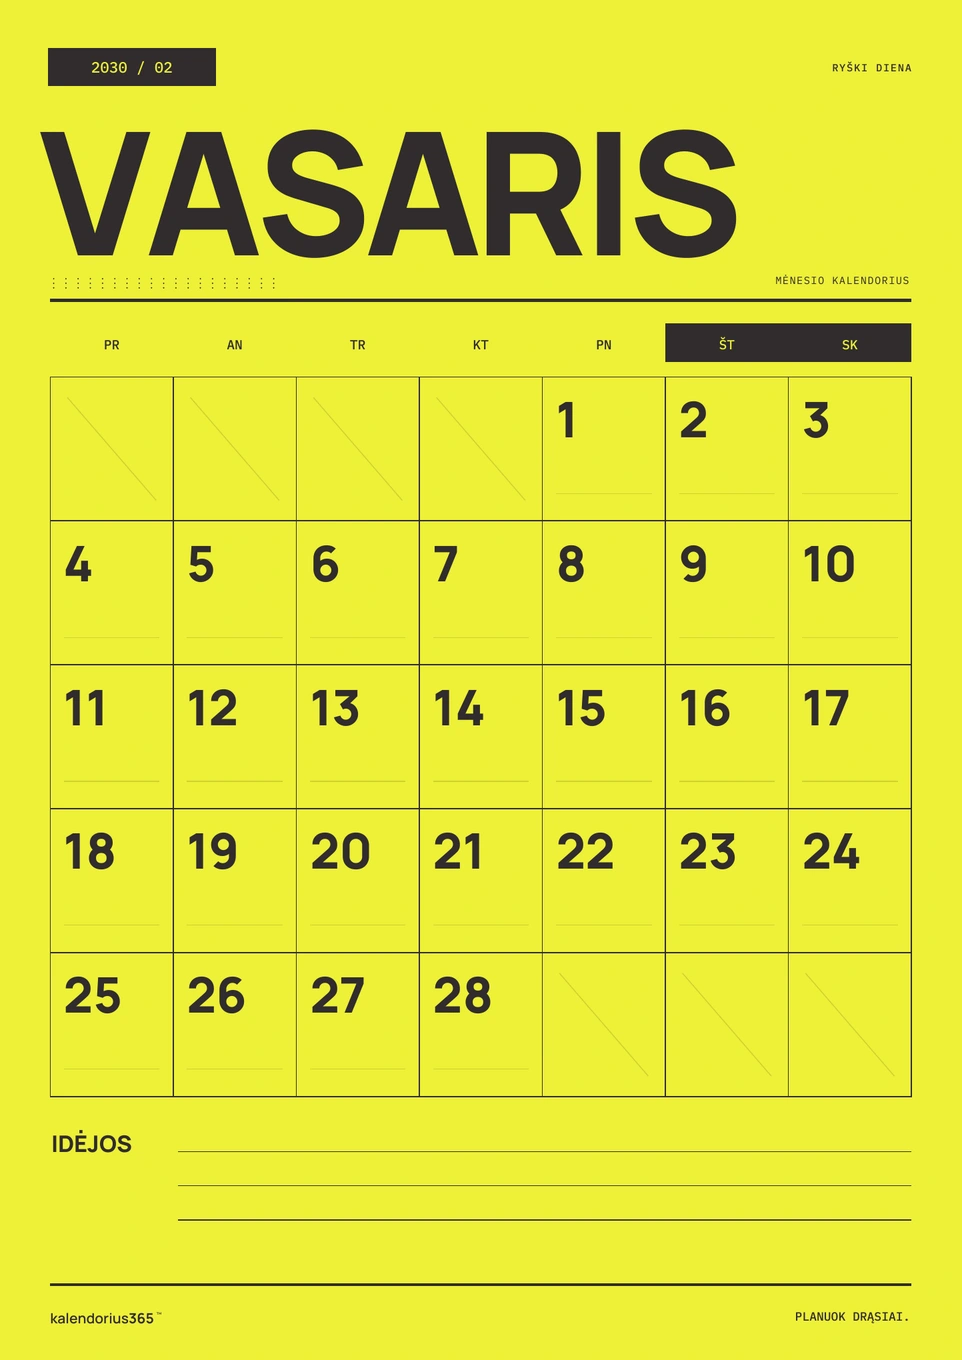 2030 / 02
RYŠKI DIENA
VASARIS
MĖNESIO KALENDORIUS
PR AN TR KT PN ŠT SK
1 2 3
4 5 6 7 8 9 10
11 12 13 14 15 16 17
18 19 20 21 22 23 24
25 26 27 28
IDĖJOS
kalendorius365™
PLANUOK DRĄSIAI.